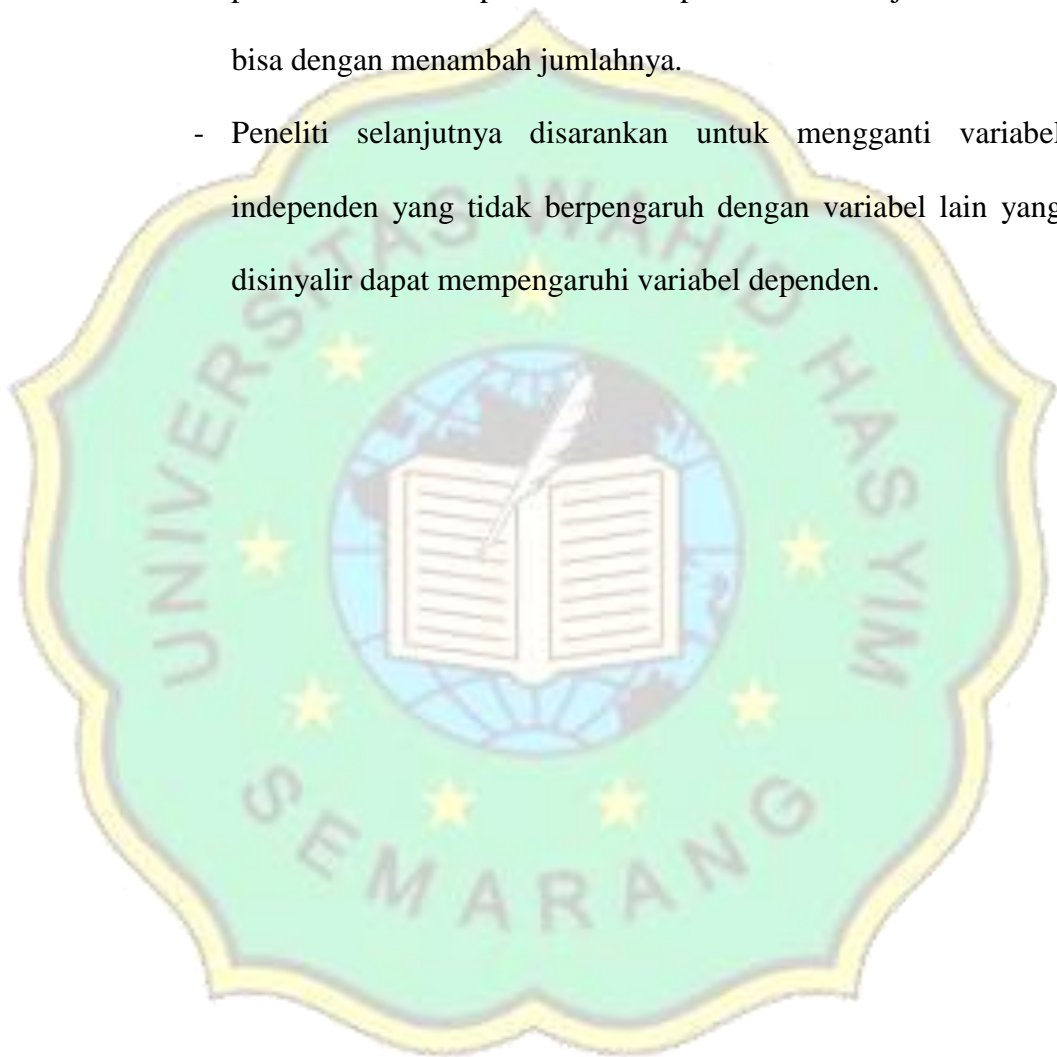 bisa dengan menambah jumlahnya.
- Peneliti selanjutnya disarankan untuk mengganti variabel
independen yang tidak berpengaruh dengan variabel lain yang
disinyalir dapat mempengaruhi variabel dependen.
UNIVERSITAS WAHID HASYIM
SEMARANG